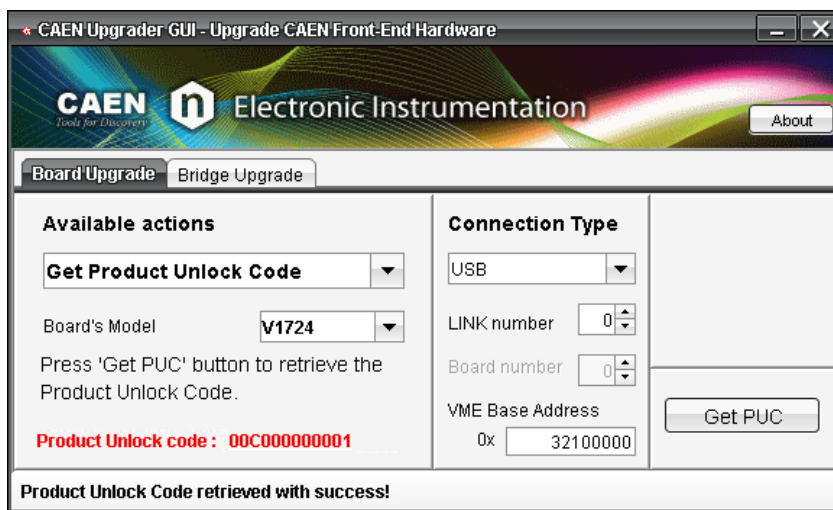 CAEN Upgrader GUI - Upgrade CAEN Front-End Hardware
CAEN n Electronic Instrumentation
Tools for Discovery
About
Board Upgrade Bridge Upgrade
Available actions
Get Product Unlock Code
Board's Model V1724
Press 'Get PUC' button to retrieve the
Product Unlock Code.
Product Unlock code : 00C000000001
Connection Type
USB
LINK number 0
Board number 0
VME Base Address
0x 32100000
Get PUC
Product Unlock Code retrieved with success!